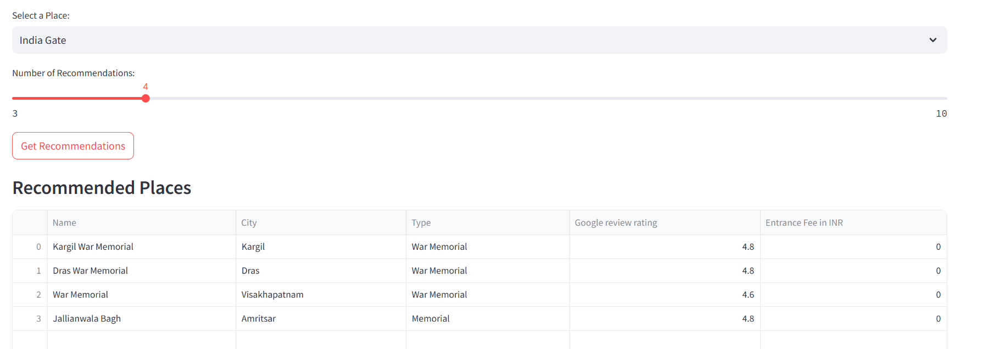 Select a Place:
India Gate
Number of Recommendations:
4
3 10
Get Recommendations
Recommended Places
Name City Type Google review rating Entrance Fee in INR
0 Kargil War Memorial Kargil War Memorial 4.8 0
1 Dras War Memorial Dras War Memorial 4.8 0
2 War Memorial Visakhapatnam War Memorial 4.6 0
3 Jallianwala Bagh Amritsar Memorial 4.8 0